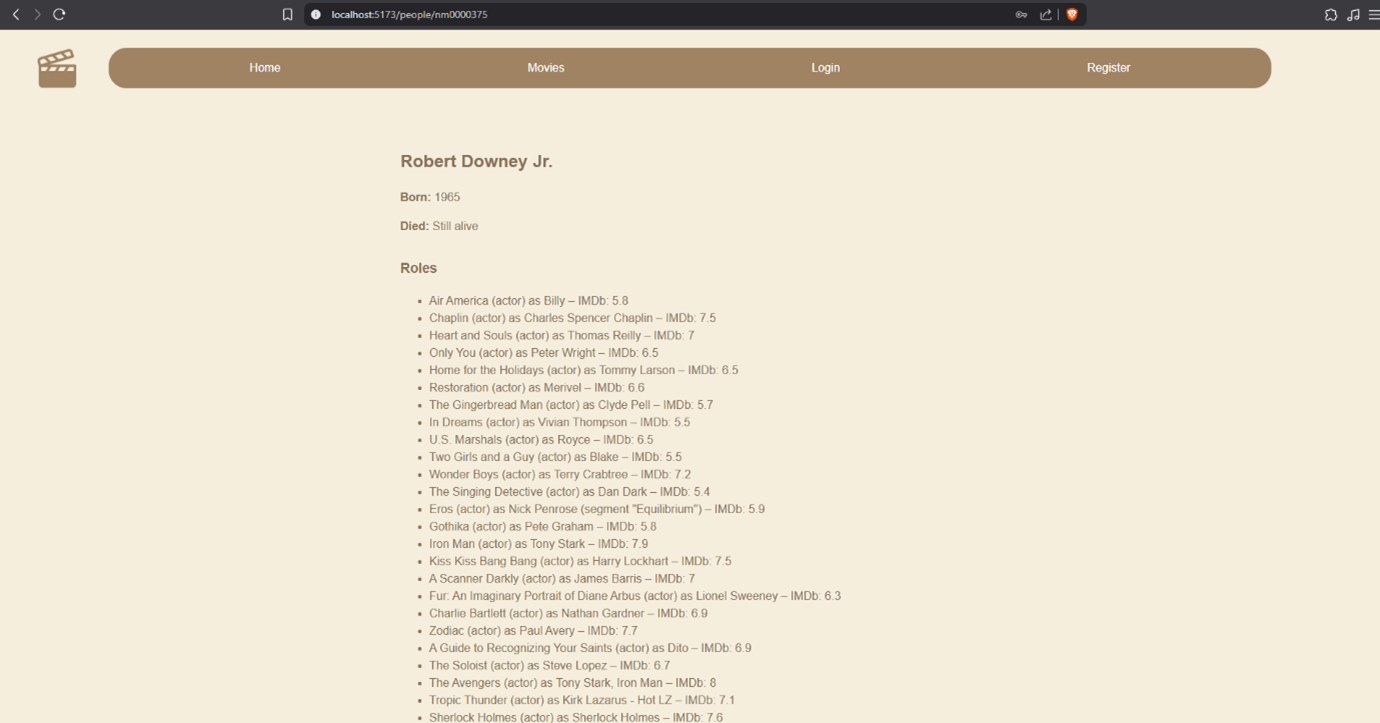 localhost:5173/people/nm0000375
Home Movies Login Register
Robert Downey Jr.
Born: 1965
Died: Still alive
Roles
• Air America (actor) as Billy – IMDb: 5.8
• Chaplin (actor) as Charles Spencer Chaplin – IMDb: 7.5
• Heart and Souls (actor) as Thomas Reilly – IMDb: 7
• Only You (actor) as Peter Wright – IMDb: 6.5
• Home for the Holidays (actor) as Tommy Larson – IMDb: 6.5
• Restoration (actor) as Merivel – IMDb: 6.6
• The Gingerbread Man (actor) as Clyde Pell – IMDb: 5.7
• In Dreams (actor) as Vivian Thompson – IMDb: 5.5
• U.S. Marshals (actor) as Royce – IMDb: 6.5
• Two Girls and a Guy (actor) as Blake – IMDb: 5.5
• Wonder Boys (actor) as Terry Crabtree – IMDb: 7.2
• The Singing Detective (actor) as Dan Dark – IMDb: 5.4
• Eros (actor) as Nick Penrose (segment "Equilibrium") – IMDb: 5.9
• Gothika (actor) as Pete Graham – IMDb: 5.8
• Iron Man (actor) as Tony Stark – IMDb: 7.9
• Kiss Kiss Bang Bang (actor) as Harry Lockhart – IMDb: 7.5
• A Scanner Darkly (actor) as James Barris – IMDb: 7
• Fur: An Imaginary Portrait of Diane Arbus (actor) as Lionel Sweeney – IMDb: 6.3
• Charlie Bartlett (actor) as Nathan Gardner – IMDb: 6.9
• Zodiac (actor) as Paul Avery – IMDb: 7.7
• A Guide to Recognizing Your Saints (actor) as Dito – IMDb: 6.9
• The Soloist (actor) as Steve Lopez – IMDb: 6.7
• The Avengers (actor) as Tony Stark, Iron Man – IMDb: 8
• Tropic Thunder (actor) as Kirk Lazarus - Hot LZ – IMDb: 7.1
• Sherlock Holmes (actor) as Sherlock Holmes – IMDb: 7.6